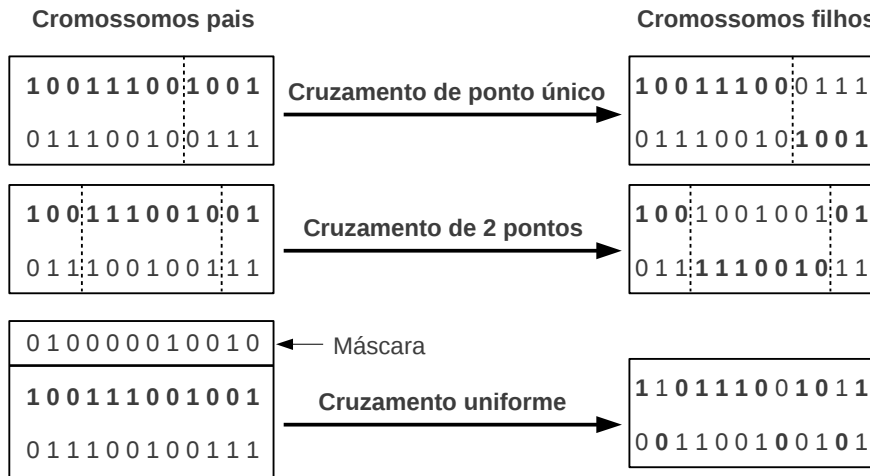 Cromossomos pais
Cromossomos filhos
1 0 0 1 1 1 0 0 1 0 0 1
0 1 1 1 0 0 1 0 0 1 1 1
Cruzamento de ponto único
1 0 0 1 1 1 0 0 0 1 1 1
0 1 1 1 0 0 1 0 1 0 0 1
1 0 0 1 1 1 0 0 1 0 0 1
0 1 1 1 0 0 1 0 0 1 1 1
Cruzamento de 2 pontos
1 0 0 1 0 0 1 0 0 1 0 1
0 1 1 1 1 1 0 0 1 0 1 1
0 1 0 0 0 0 0 1 0 0 1 0
Máscara
1 0 0 1 1 1 0 0 1 0 0 1
0 1 1 1 0 0 1 0 0 1 1 1
Cruzamento uniforme
1 1 0 1 1 1 0 0 1 0 1 1
0 0 1 1 0 0 1 0 0 1 0 1